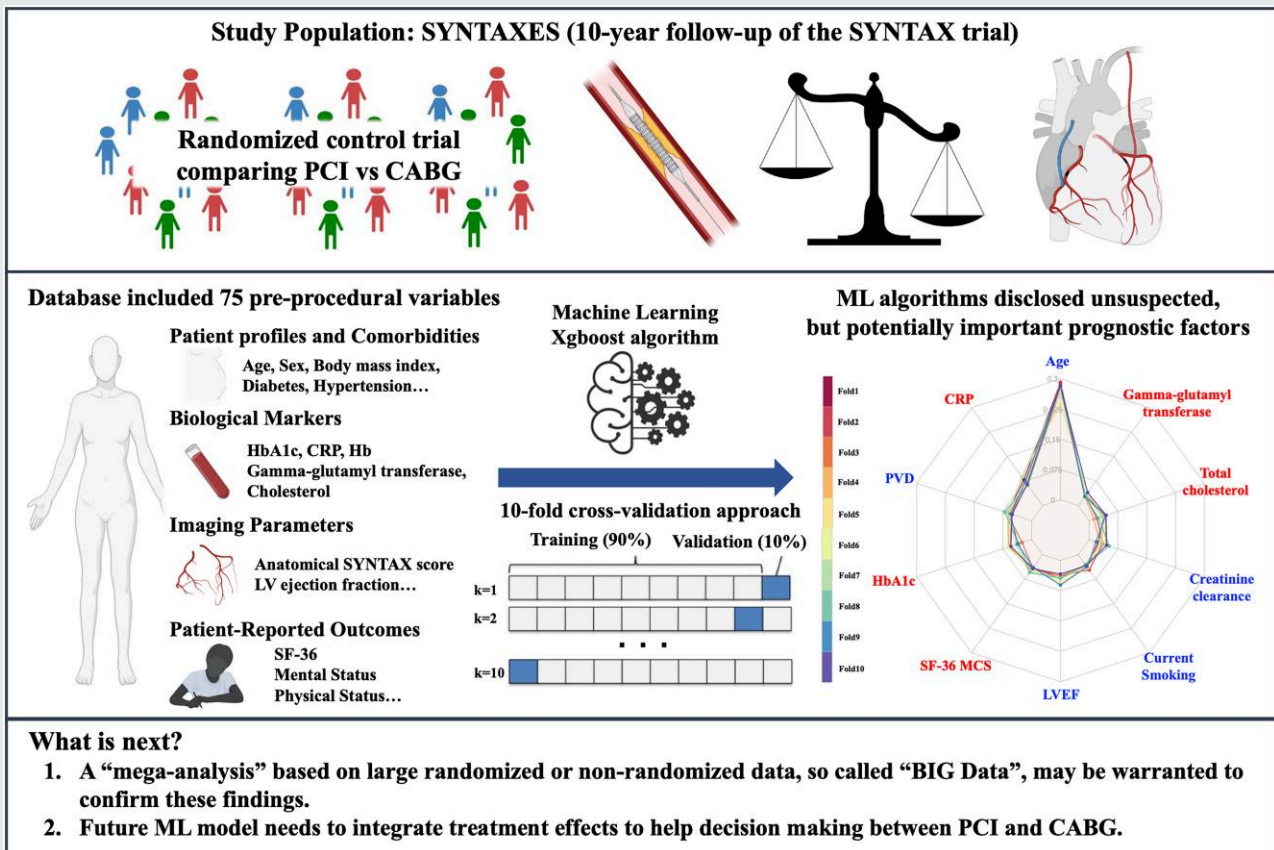 Study Population: SYNTAXES (10-year follow-up of the SYNTAX trial)
Randomized control trial
comparing PCI vs CABG
Database included 75 pre-procedural variables
Patient profiles and Comorbidities
Age, Sex, Body mass index,
Diabetes, Hypertension…
Biological Markers
HbA1c, CRP, Hb
Gamma-glutamyl transferase,
Cholesterol
Imaging Parameters
Anatomical SYNTAX score
LV ejection fraction…
Patient-Reported Outcomes
SF-36
Mental Status
Physical Status…
Machine Learning
Xgboost algorithm
10-fold cross-validation approach
Training (90%)
Validation (10%)
k=1
k=2
. . .
k=10
ML algorithms disclosed unsuspected,
but potentially important prognostic factors
Fold1
Fold2
Fold3
Fold4
Fold5
Fold6
Fold7
Fold8
Fold9
Fold10
Age
Gamma-glutamyl
transferase
Total
cholesterol
Creatinine
clearance
Current
Smoking
LVEF
SF-36 MCS
HbA1c
PVD
CRP
0.3
0.076
0
What is next?
1. A “mega-analysis” based on large randomized or non-randomized data, so called “BIG Data”, may be warranted to
confirm these findings.
2. Future ML model needs to integrate treatment effects to help decision making between PCI and CABG.